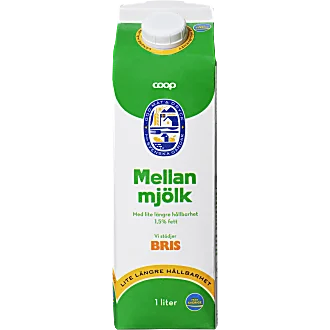 coop
Mellan
mjölk
Med lite längre hållbarhet
1,5% fett
Vi stödjer
BRIS
LITE LÄNGRE HÅLLBARHET
1 liter